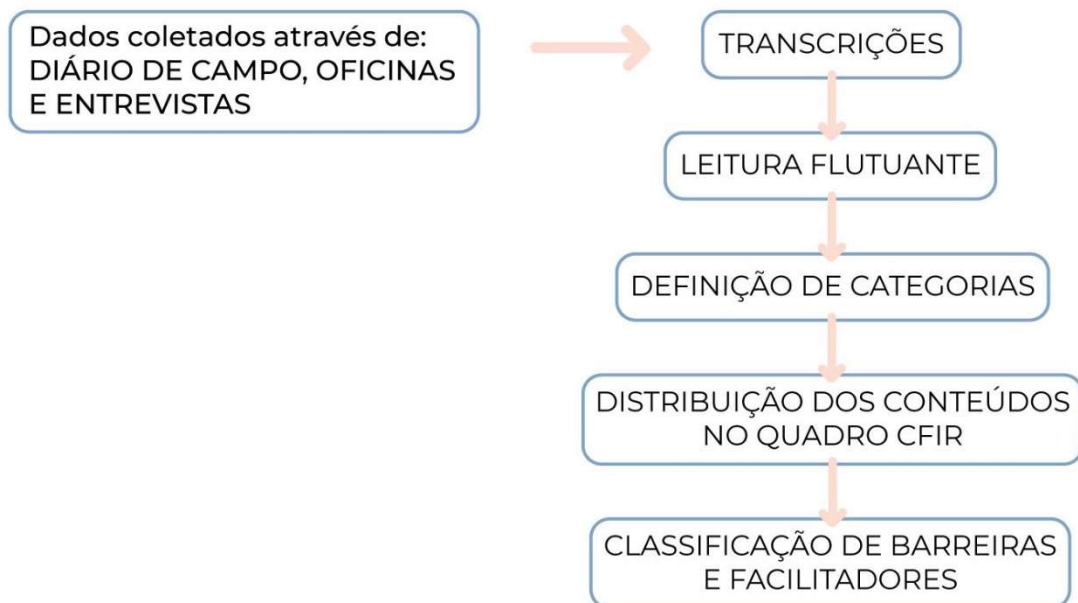 Dados coletados através de:
DIÁRIO DE CAMPO, OFICINAS
E ENTREVISTAS
TRANSCRIÇÕES
LEITURA FLUTUANTE
DEFINIÇÃO DE CATEGORIAS
DISTRIBUIÇÃO DOS CONTEÚDOS
NO QUADRO CFIR
CLASSIFICAÇÃO DE BARREIRAS
E FACILITADORES